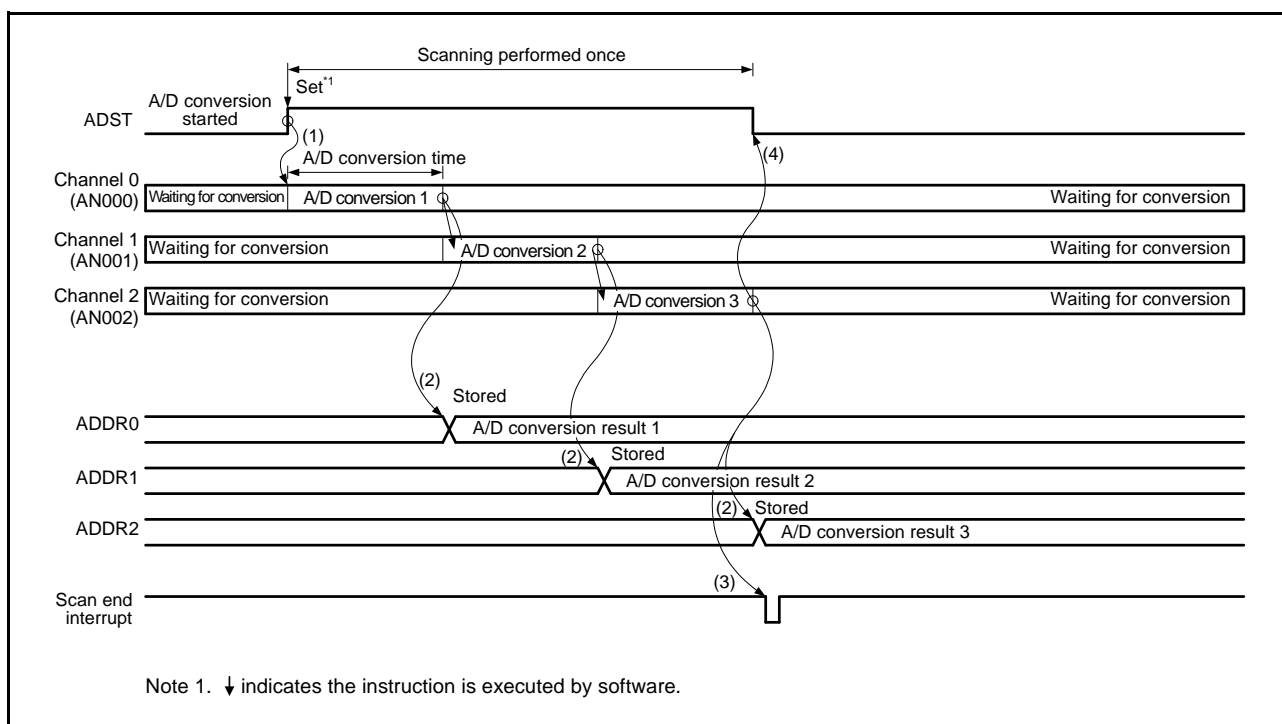 Scanning performed once
Set*1
A/D conversion
started
ADST
(1)
(4)
A/D conversion time
Channel 0
(AN000)
Waiting for conversion
A/D conversion 1
Waiting for conversion
Channel 1
(AN001)
Waiting for conversion
A/D conversion 2
Waiting for conversion
Channel 2
(AN002)
Waiting for conversion
A/D conversion 3
Waiting for conversion
(2)
Stored
ADDR0
A/D conversion result 1
(2)
Stored
ADDR1
A/D conversion result 2
(2)
Stored
ADDR2
A/D conversion result 3
(3)
Scan end
interrupt
Note 1. ↓ indicates the instruction is executed by software.